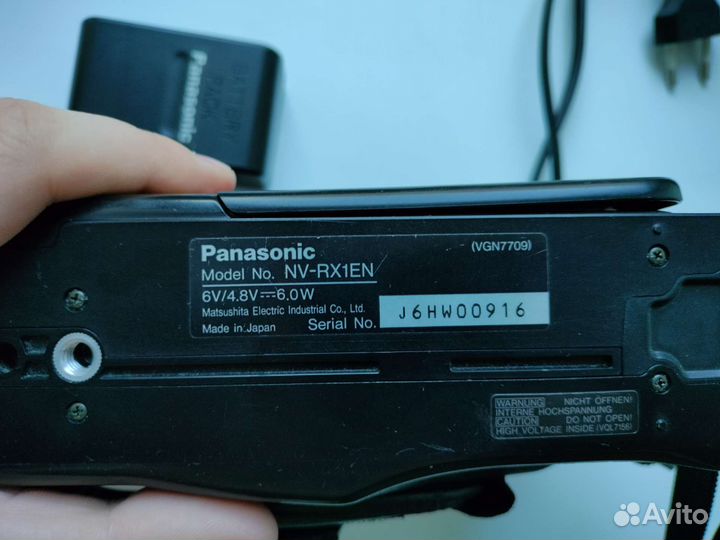 Panasonic
BATTERY
PACK
Panasonic
(VGN7709)
Model No. NV-RX1EN
6V/4.8V⎓6.0W
Matsushita Electric Industrial Co., Ltd.
Made in Japan
Serial No. J6HW00916
WARNUNG NICHT ÖFFNEN!
INTERNE HOCHSPANNUNG
CAUTION DO NOT OPEN!
HIGH VOLTAGE INSIDE (VQL7156)
Avito